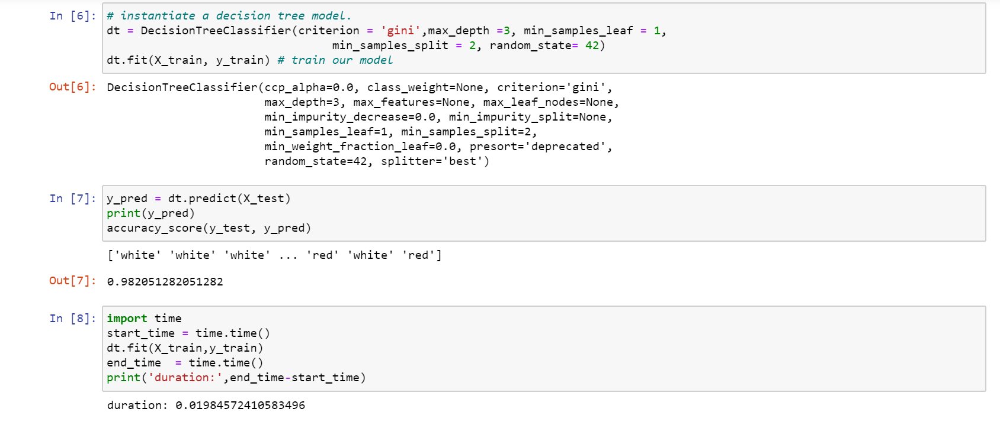 In [6]: # instantiate a decision tree model.
dt = DecisionTreeClassifier(criterion = 'gini',max_depth =3, min_samples_leaf = 1,
min_samples_split = 2, random_state= 42)
dt.fit(X_train, y_train) # train our model
Out[6]: DecisionTreeClassifier(ccp_alpha=0.0, class_weight=None, criterion='gini',
max_depth=3, max_features=None, max_leaf_nodes=None,
min_impurity_decrease=0.0, min_impurity_split=None,
min_samples_leaf=1, min_samples_split=2,
min_weight_fraction_leaf=0.0, presort='deprecated',
random_state=42, splitter='best')
In [7]: y_pred = dt.predict(X_test)
print(y_pred)
accuracy_score(y_test, y_pred)
['white' 'white' 'white' ... 'red' 'white' 'red']
Out[7]: 0.982051282051282
In [8]: import time
start_time = time.time()
dt.fit(X_train,y_train)
end_time  = time.time()
print('duration:',end_time-start_time)
duration: 0.01984572410583496